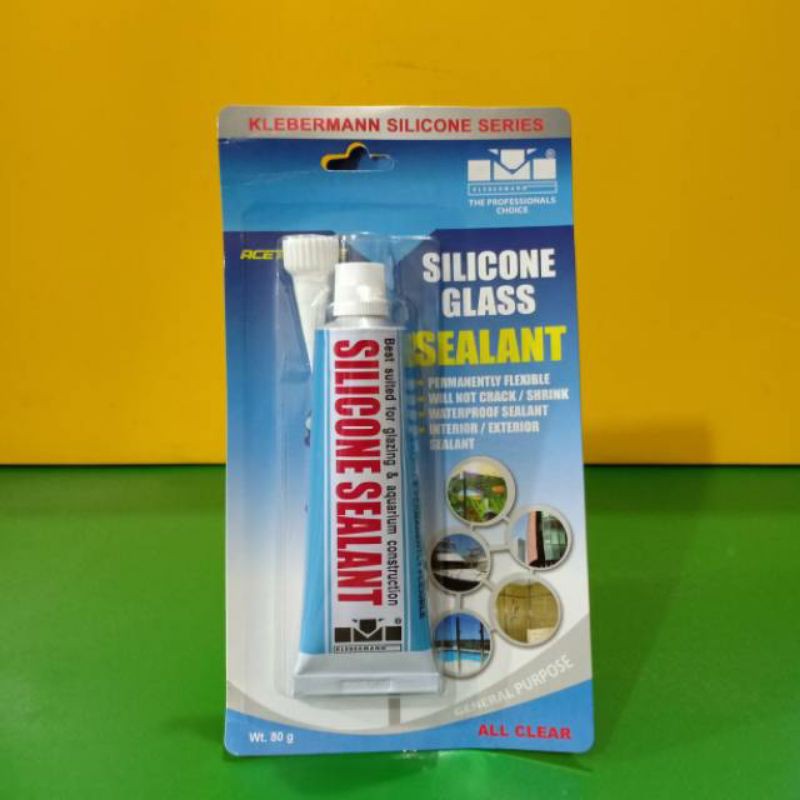 KLEBERMANN SILICONE SERIES
KLEBERMANN
THE PROFESSIONALS
CHOICE
SILICONE
GLASS
SEALANT
PERMANENTLY FLEXIBLE
WILL NOT CRACK / SHRINK
WATERPROOF SEALANT
INTERIOR / EXTERIOR
SEALANT
Best suited for glazing & aquarium construction
SILICONE SEALANT
KLEBERMANN
GENERAL PURPOSE
ALL CLEAR
Wt. 80 g